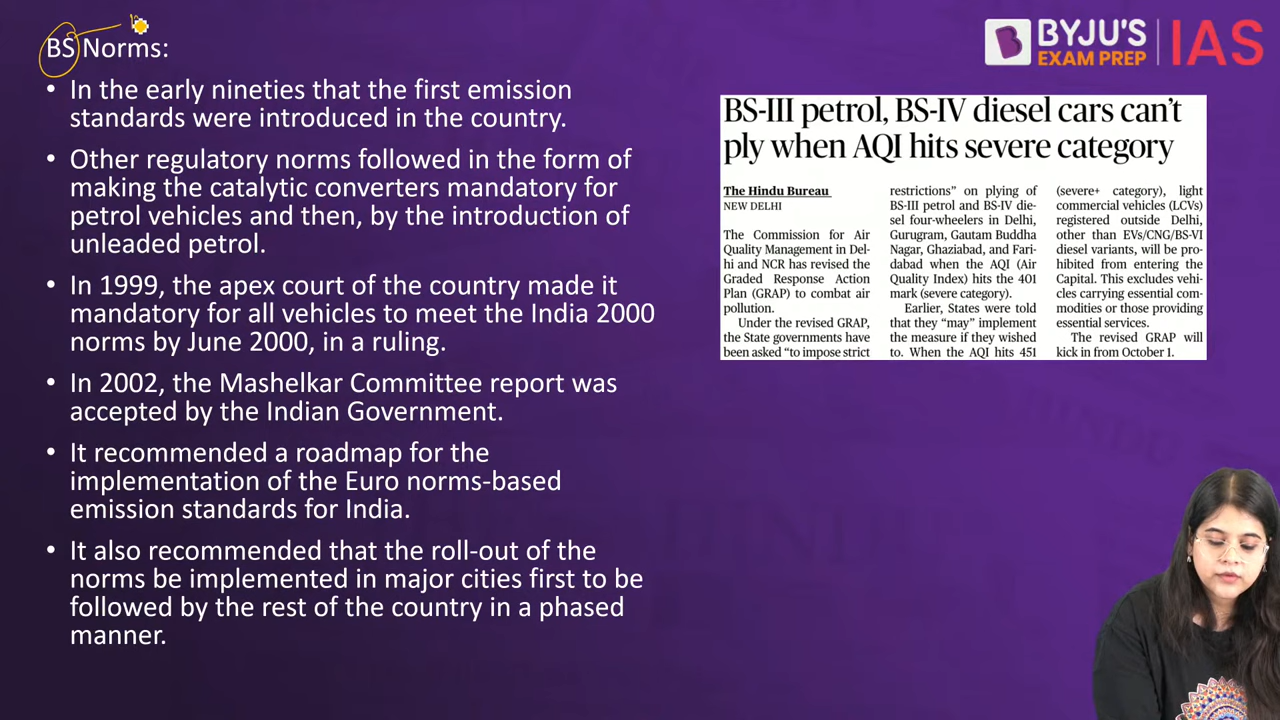 BS Norms:
• In the early nineties that the first emission
standards were introduced in the country.
• Other regulatory norms followed in the form of
making the catalytic converters mandatory for
petrol vehicles and then, by the introduction of
unleaded petrol.
• In 1999, the apex court of the country made it
mandatory for all vehicles to meet the India 2000
norms by June 2000, in a ruling.
• In 2002, the Mashelkar Committee report was
accepted by the Indian Government.
• It recommended a roadmap for the
implementation of the Euro norms-based
emission standards for India.
• It also recommended that the roll-out of the
norms be implemented in major cities first to be
followed by the rest of the country in a phased
manner.
BYJU'S
EXAM PREP
IAS
BS-III petrol, BS-IV diesel cars can't
ply when AQI hits severe category
The Hindu Bureau
NEW DELHI
The Commission for Air
Quality Management in Del-
hi and NCR has revised the
Graded Response Action
Plan (GRAP) to combat air
pollution.
Under the revised GRAP,
the State governments have
been asked "to impose strict
restrictions" on plying of
BS-III petrol and BS-IV die-
sel four-wheelers in Delhi,
Gurugram, Gautam Buddha
Nagar, Ghaziabad, and Fari-
dabad when the AQI (Air
Quality Index) hits the 401
mark (severe category).
Earlier, States were told
that they "may" implement
the measure if they wished
to. When the AQI hits 451
(severe+ category), light
commercial vehicles (LCVs)
registered outside Delhi,
other than EVs/CNG/BS-VI
diesel variants, will be pro-
hibited from entering the
Capital. This excludes vehi-
cles carrying essential com-
modities or those providing
essential services.
The revised GRAP will
kick in from October 1.